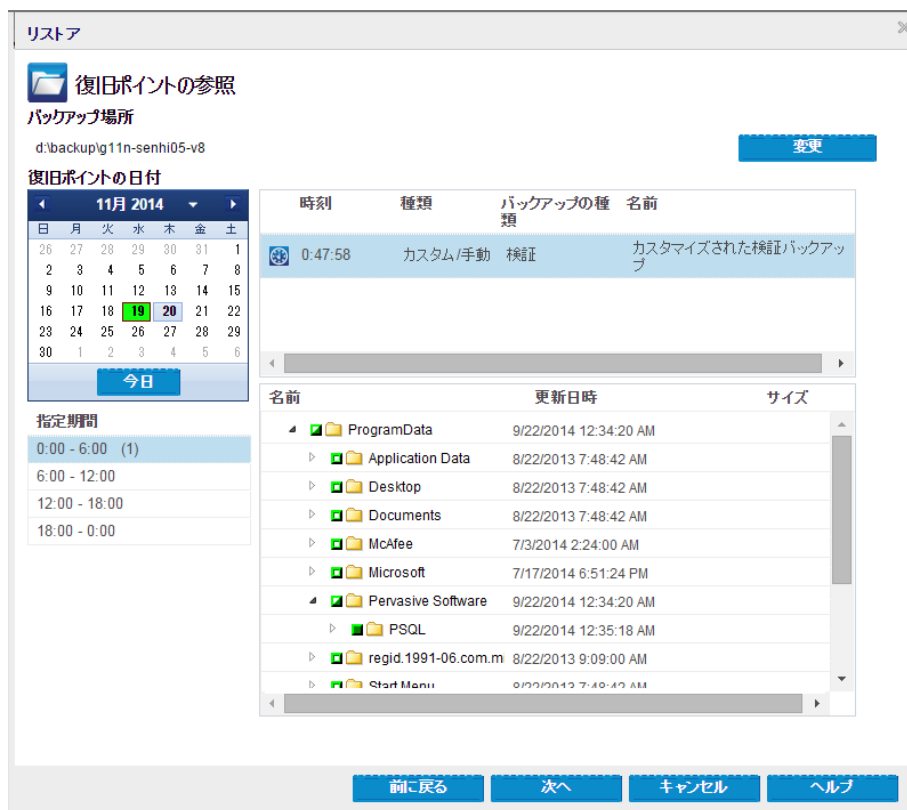 リストア
復旧ポイントの参照
バックアップ場所
d:\backup\g11n-senhi05-v8
変更
復旧ポイントの日付
11月 2014
日 月 火 水 木 金 土
26 27 28 29 30 31 1
2 3 4 5 6 7 8
9 10 11 12 13 14 15
16 17 18 19 20 21 22
23 24 25 26 27 28 29
30 1 2 3 4 5 6
今日
指定期間
0:00 - 6:00 (1)
6:00 - 12:00
12:00 - 18:00
18:00 - 0:00
時刻 種類 バックアップの種類 名前
0:47:58 カスタム/手動 検証 カスタマイズされた検証バックアップ
名前 更新日時 サイズ
ProgramData 9/22/2014 12:34:20 AM
Application Data 8/22/2013 7:48:42 AM
Desktop 8/22/2013 7:48:42 AM
Documents 8/22/2013 7:48:42 AM
McAfee 7/3/2014 2:24:00 AM
Microsoft 7/17/2014 6:51:24 PM
Pervasive Software 9/22/2014 12:34:20 AM
PSQL 9/22/2014 12:35:18 AM
regid.1991-06.com.m 8/22/2013 9:09:00 AM
Start Menu 8/22/2013 7:48:42 AM
前に戻る 次へ キャンセル ヘルプ